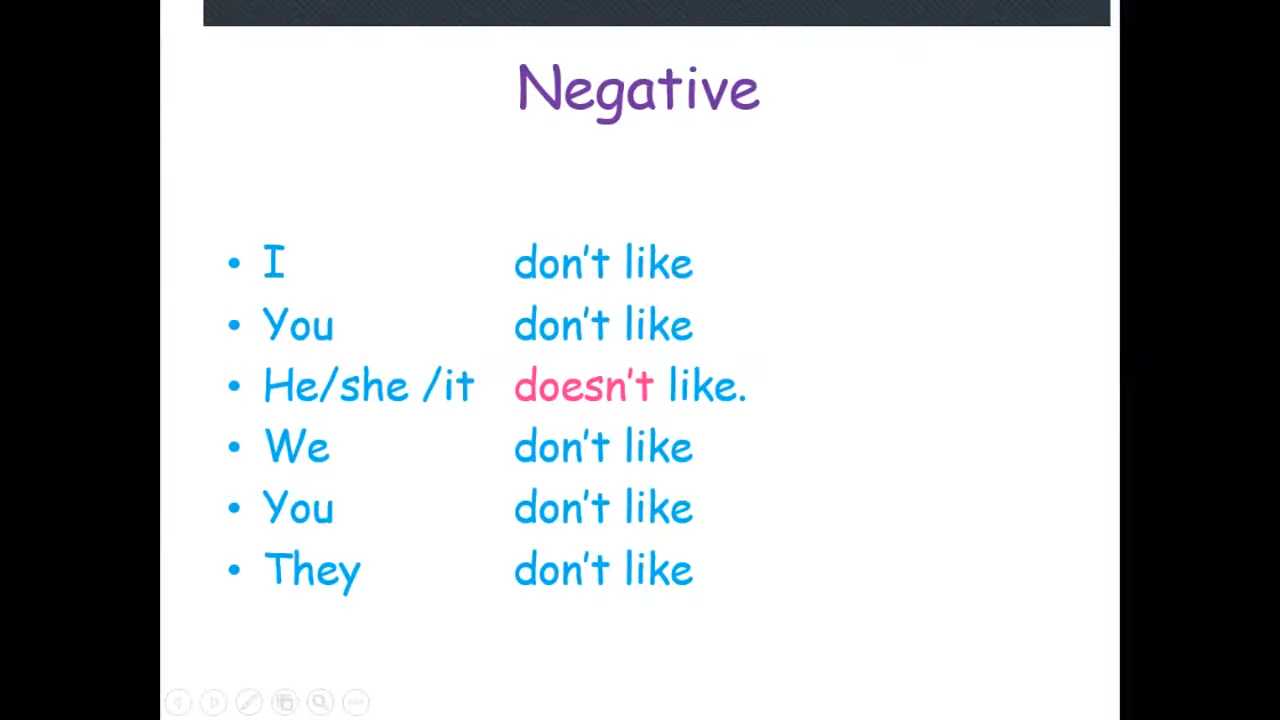 Negative
• I don't like
• You don't like
• He/she /it doesn't like.
• We don't like
• You don't like
• They don't like